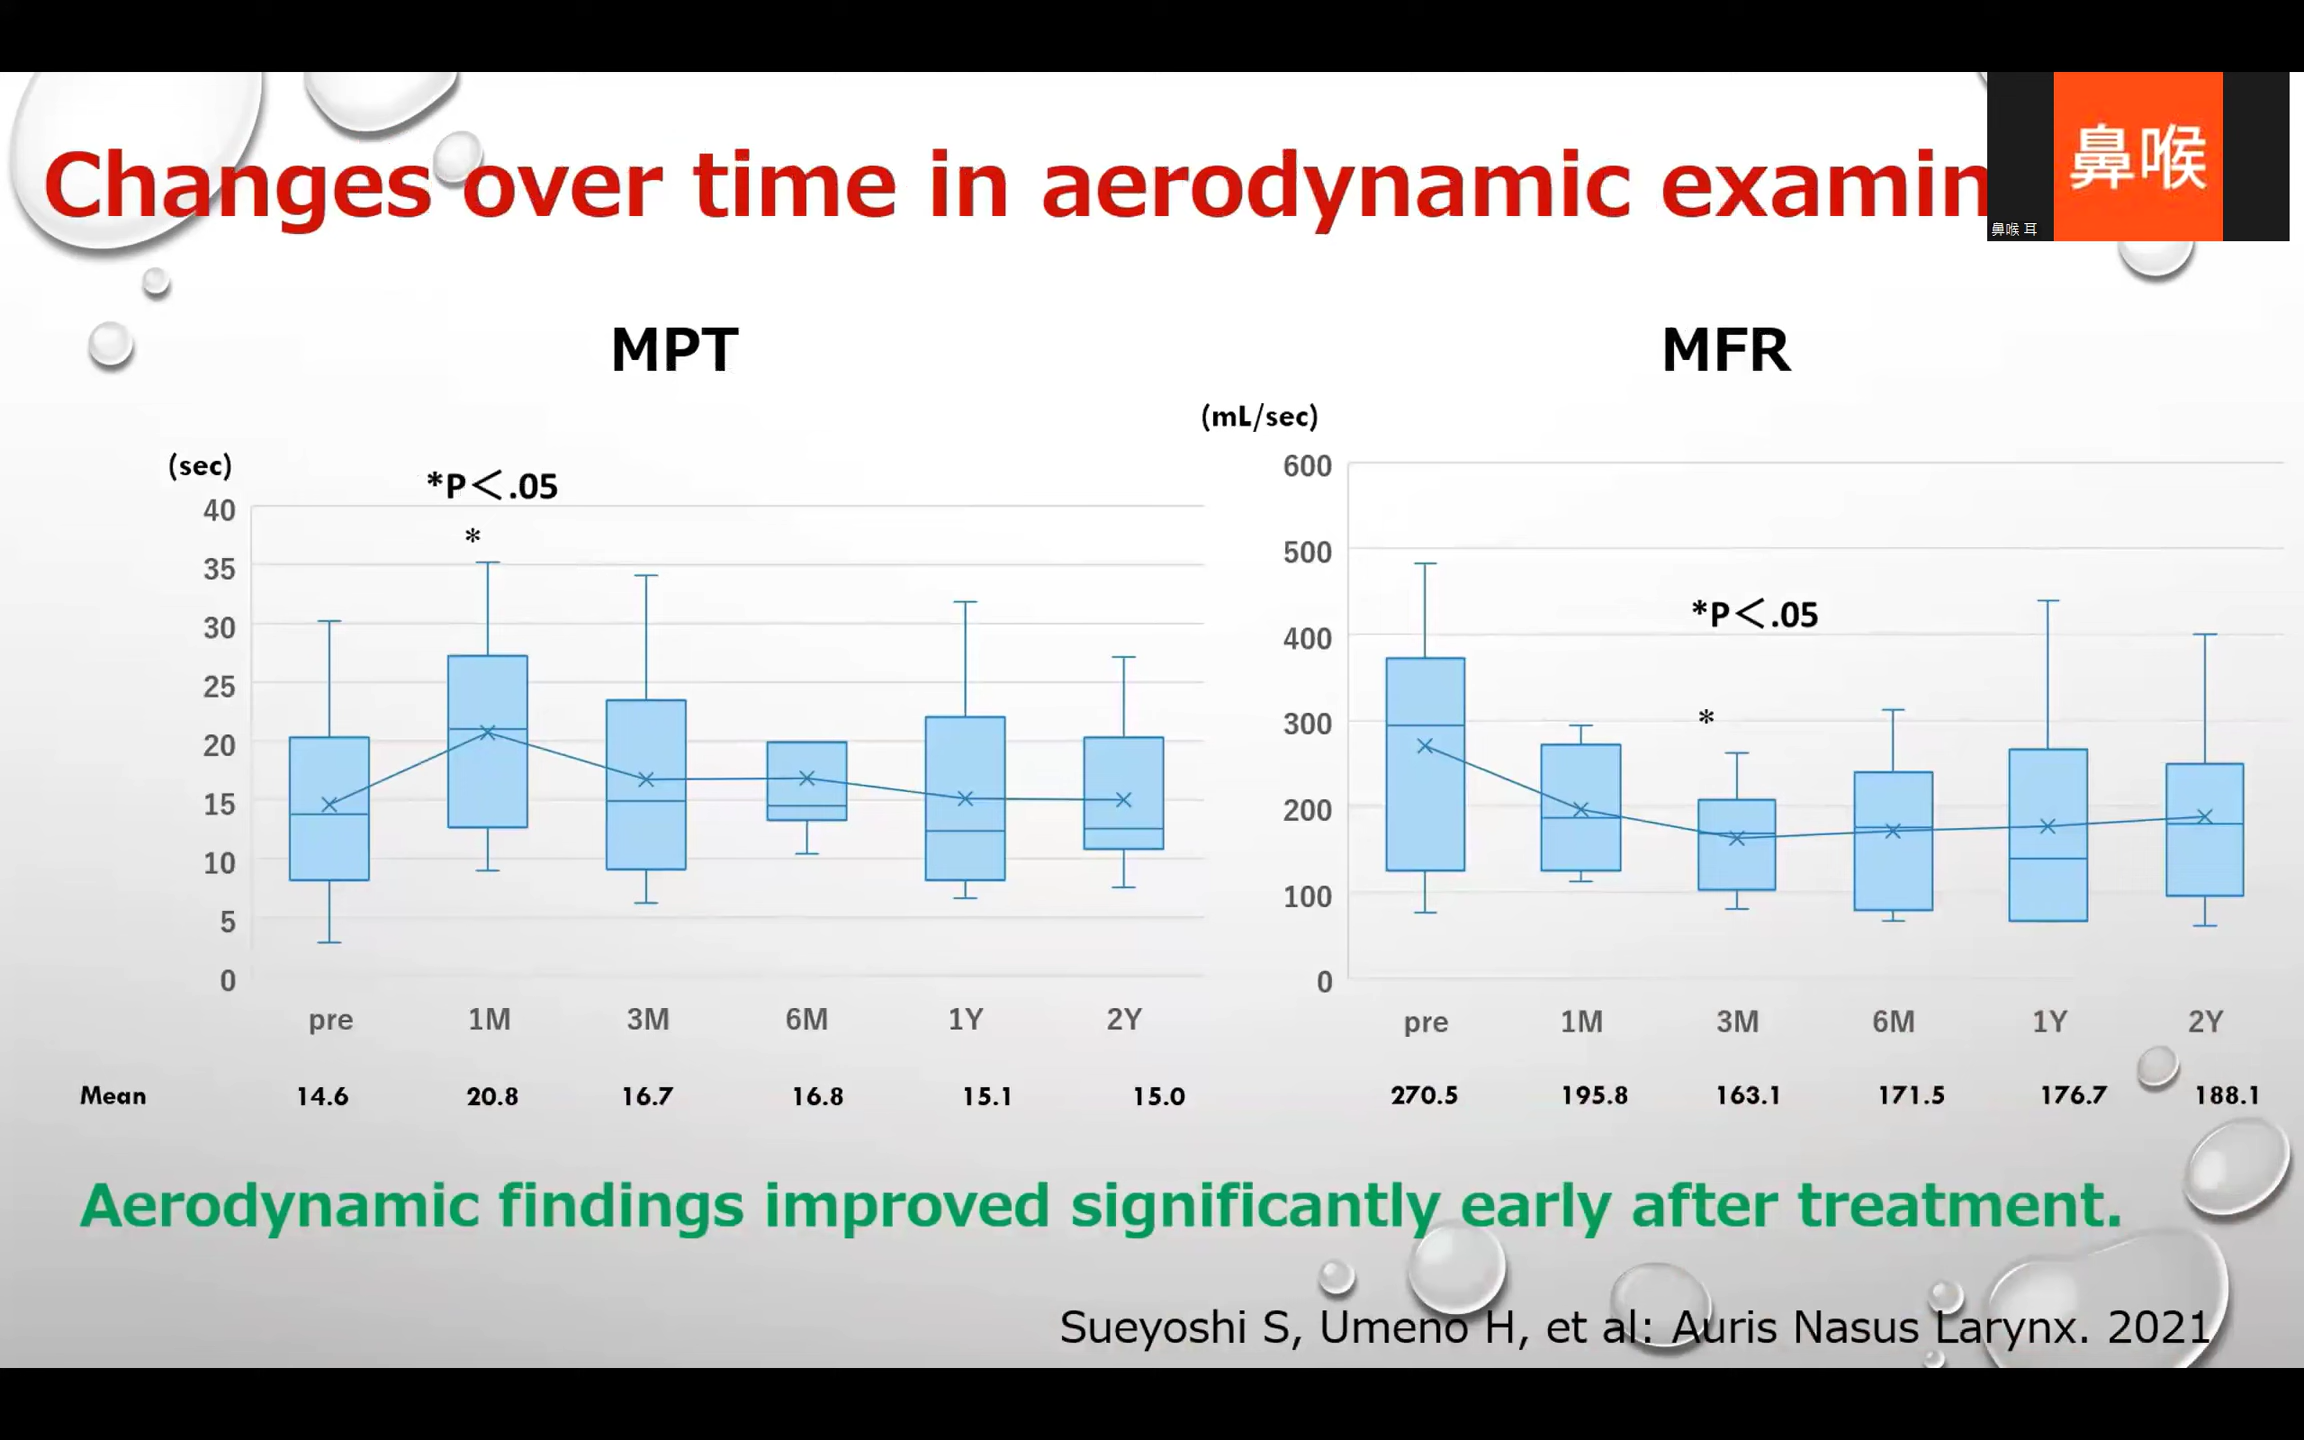 Changes over time in aerodynamic examin
鼻喉
鼻喉 耳
MPT
(sec)
*P＜.05
*
40
35
30
25
20
15
10
5
0
pre 1M 3M 6M 1Y 2Y
MFR
(mL/sec)
600
500
400
300
200
100
0
*P＜.05
*
pre 1M 3M 6M 1Y 2Y
Mean 14.6 20.8 16.7 16.8 15.1 15.0 270.5 195.8 163.1 171.5 176.7 188.1
Aerodynamic findings improved significantly early after treatment.
Sueyoshi S, Umeno H, et al: Auris Nasus Larynx. 2021